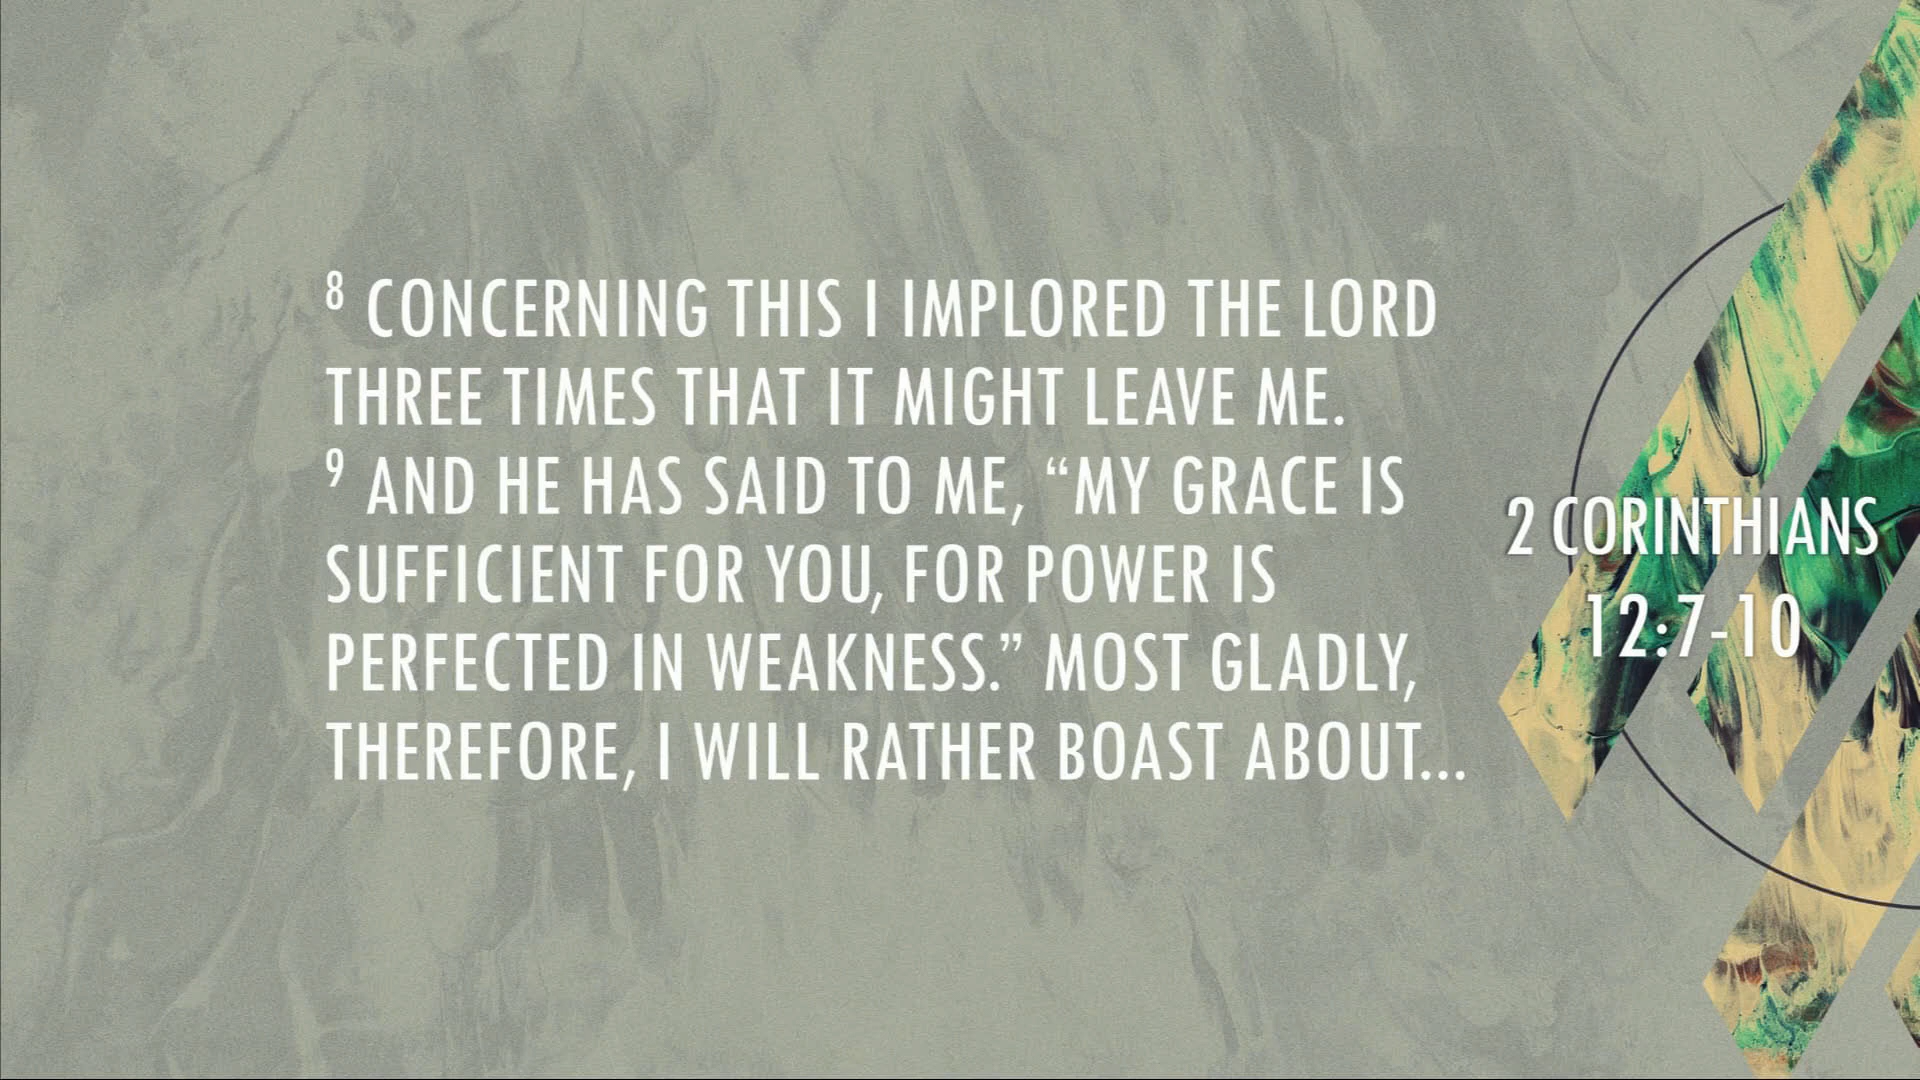 ⁸ CONCERNING THIS I IMPLORED THE LORD
THREE TIMES THAT IT MIGHT LEAVE ME.
⁹ AND HE HAS SAID TO ME, “MY GRACE IS
SUFFICIENT FOR YOU, FOR POWER IS
PERFECTED IN WEAKNESS.” MOST GLADLY,
THEREFORE, I WILL RATHER BOAST ABOUT...
2 CORINTHIANS
12:7-10